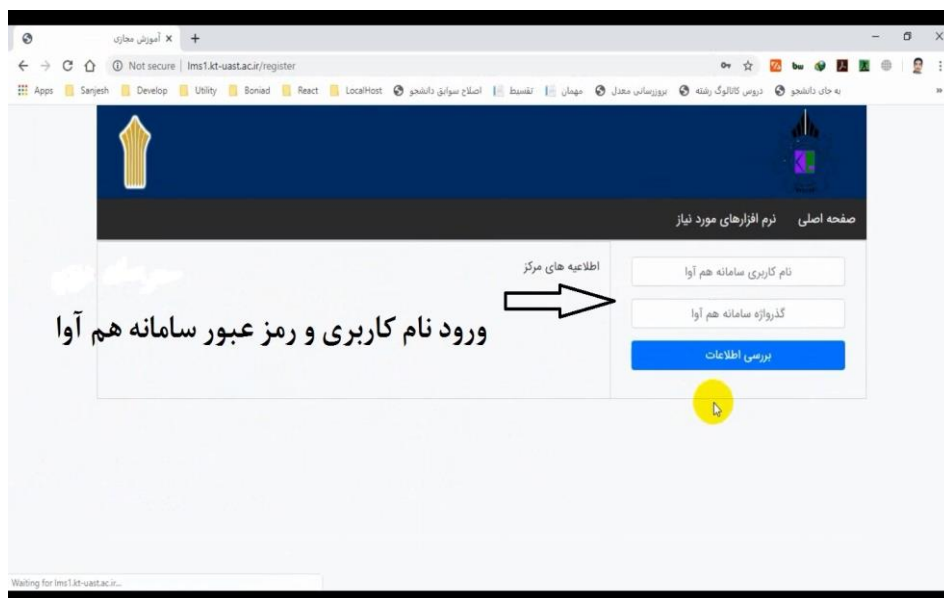 آموزش مجازی
Not secure | lms1.kt-uast.ac.ir/register
Apps Sanjesh Develop Utility Boniad React LocalHost اصلاح سوابق دانشجو تقسیط مهمان بروزرسانی معدل دروس کاتالوگ رشته به جای دانشجو
صفحه اصلی نرم افزارهای مورد نیاز
نام کاربری سامانه هم آوا
گذرواژه سامانه هم آوا
بررسی اطلاعات
اطلاعیه های مرکز
ورود نام کاربری و رمز عبور سامانه هم آوا
Waiting for lms1.kt-uast.ac.ir...